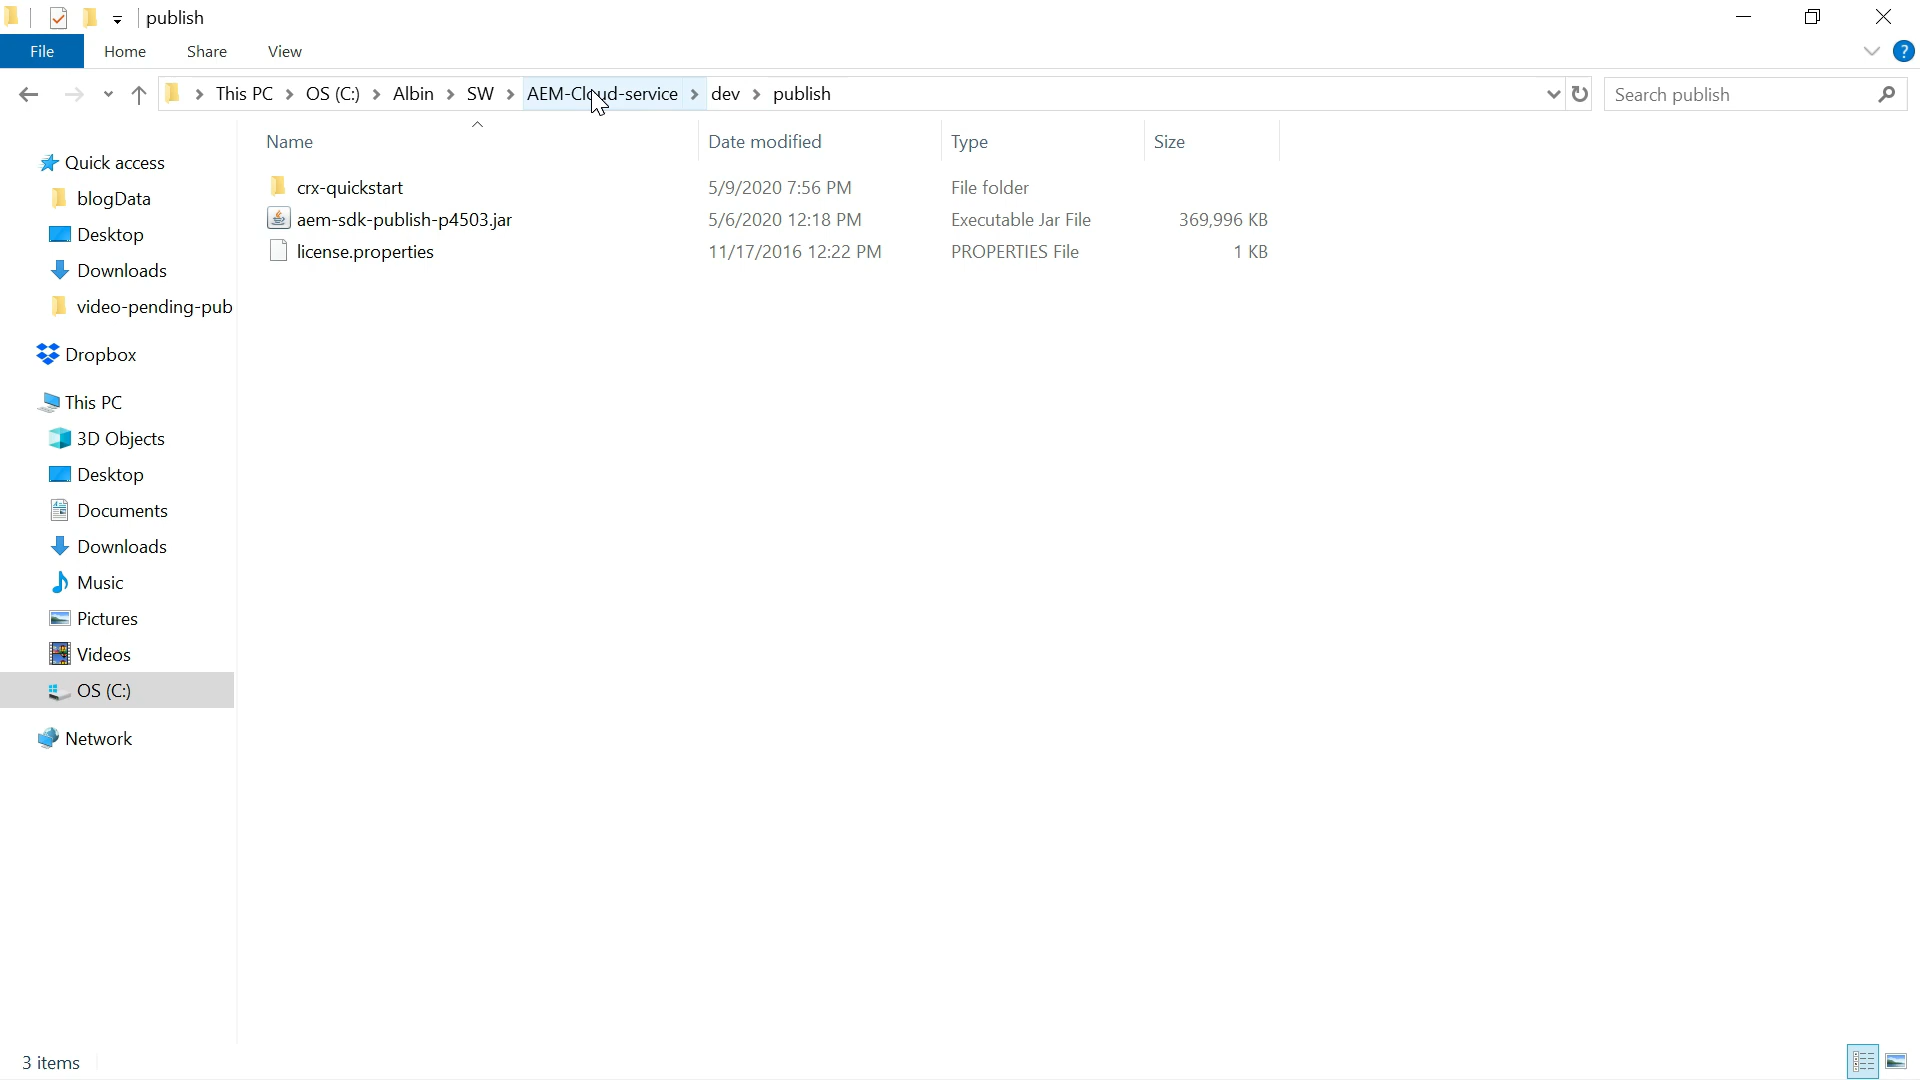 publish
File Home Share View
This PC OS (C:) Albin SW AEM-Cloud-service dev publish Search publish
Name Date modified Type Size
Quick access
blogData
Desktop
Downloads
video-pending-pub
Dropbox
This PC
3D Objects
Desktop
Documents
Downloads
Music
Pictures
Videos
OS (C:)
Network
crx-quickstart 5/9/2020 7:56 PM File folder
aem-sdk-publish-p4503.jar 5/6/2020 12:18 PM Executable Jar File 369,996 KB
license.properties 11/17/2016 12:22 PM PROPERTIES File 1 KB
3 items